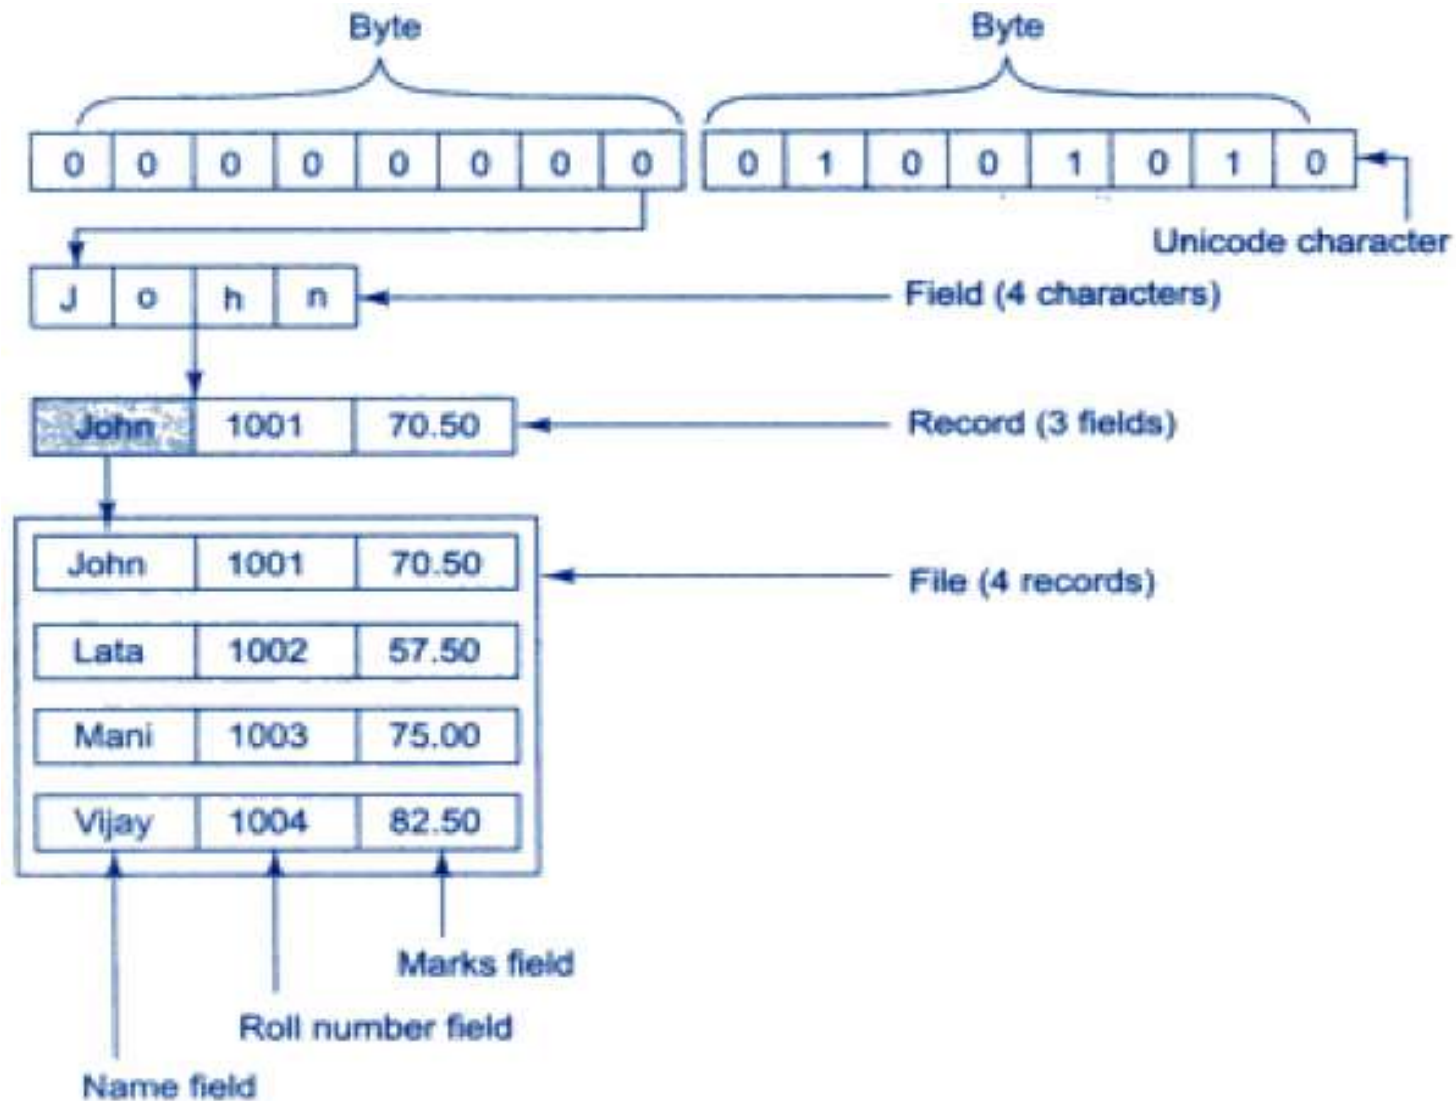 Byte Byte
0 0 0 0 0 0 0 0 0 1 0 0 1 0 1 0
Unicode character
J o h n Field (4 characters)
John 1001 70.50 Record (3 fields)
John 1001 70.50 File (4 records)
Lata 1002 57.50
Mani 1003 75.00
Vijay 1004 82.50
Marks field
Roll number field
Name field